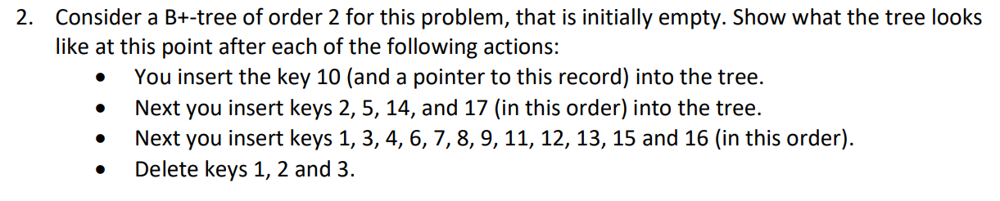 2. Consider a B+-tree of order 2 for this problem, that is initially empty. Show what the tree looks
like at this point after each of the following actions:
• You insert the key 10 (and a pointer to this record) into the tree.
• Next you insert keys 2, 5, 14, and 17 (in this order) into the tree.
• Next you insert keys 1, 3, 4, 6, 7, 8, 9, 11, 12, 13, 15 and 16 (in this order).
• Delete keys 1, 2 and 3.